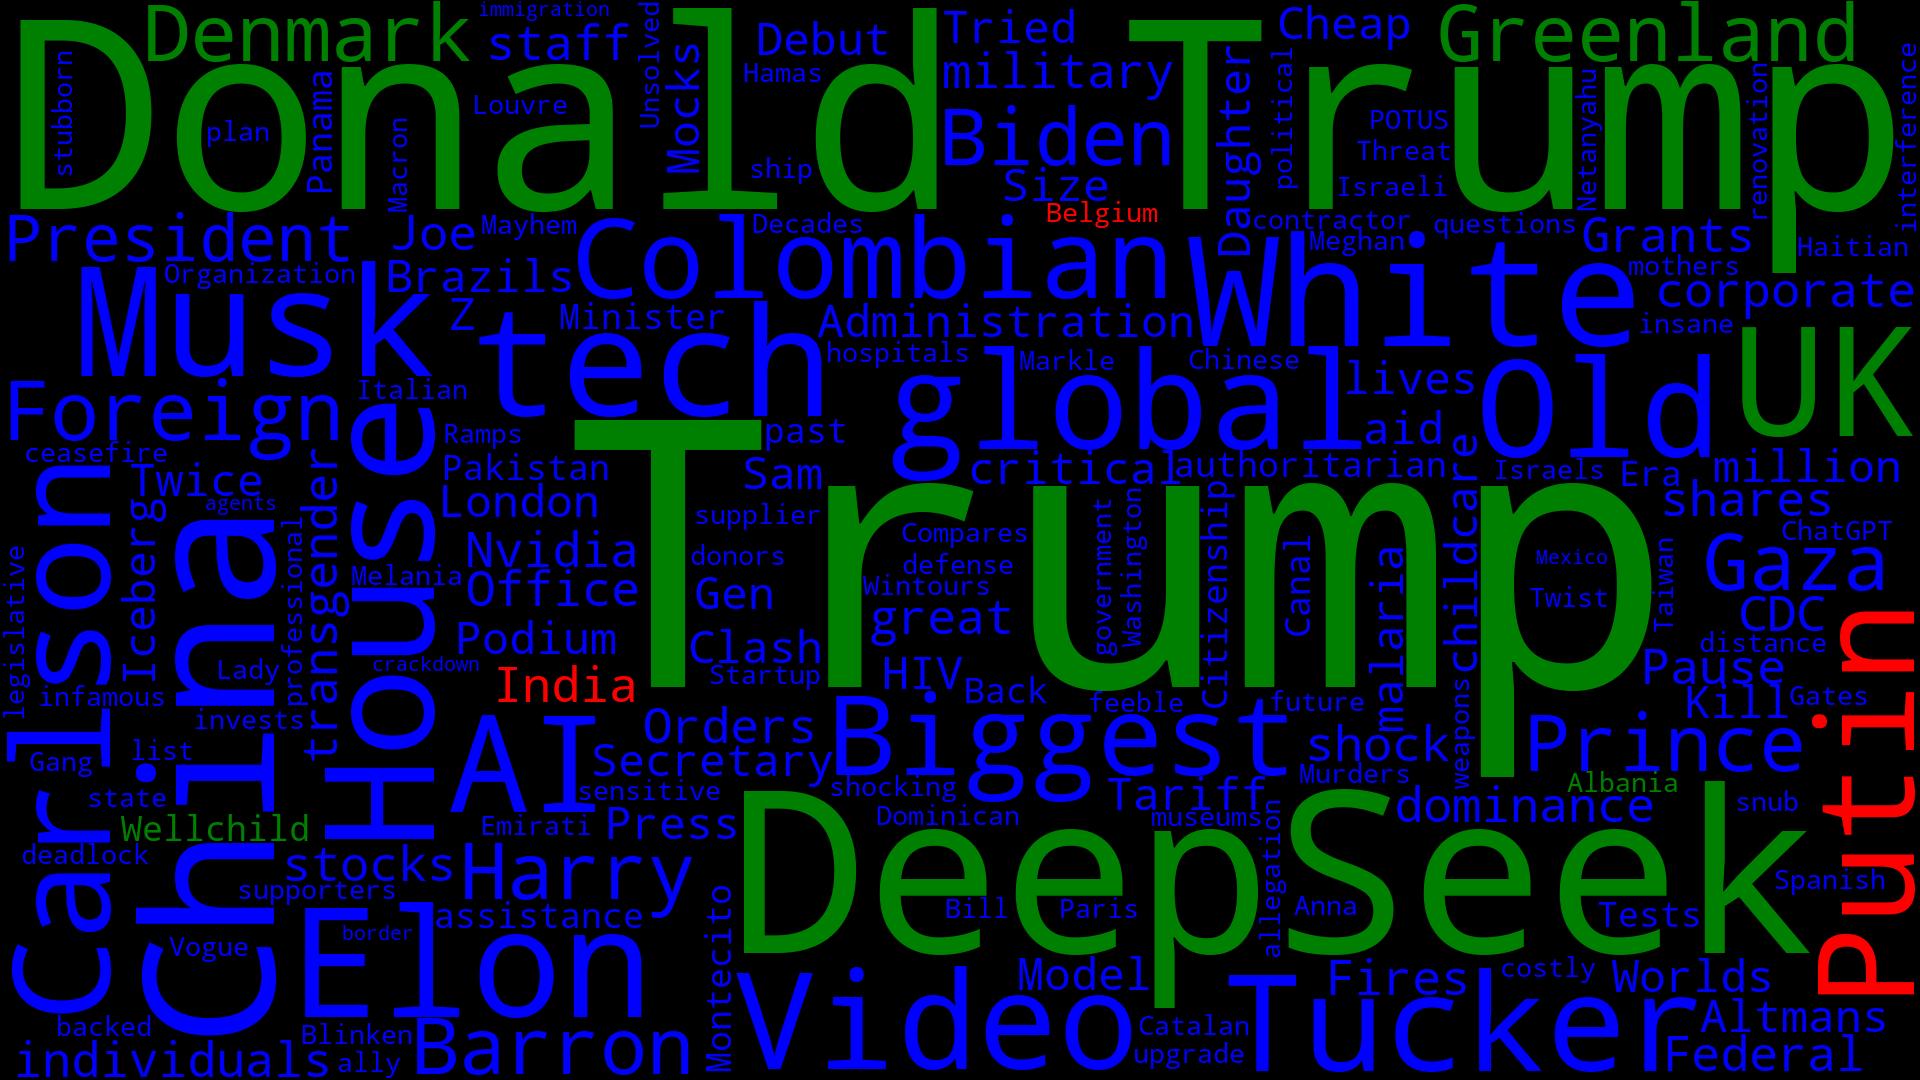 Donald Trump
Denmark
immigration
staff
Unsolved
Debut
Tried
Cheap
Greenland
stubborn
plan
Panama
Macron
Louvre
Mocks
Hamas
ship
military
Biden
Size
Daughter
political
POTUS
Threat
Israeli
Netanyahu
renovation
interference
President
Joe
Mayhem
Decades
Belgium
contractor
questions
Meghan
Grants
mothers
Haitian
Organization
Brazils
Colombian
White
corporate
Musk
Z
tech
Minister
Administration
insane
UK
hospitals
Markle
Chinese
Foreign
Italian
global
lives
Old
Ramps
past
aid
ceasefire
Twice
agents
House
Pakistan
London
Trump
Sam
critical
authoritarian
Israels
Era
million
shares
Carlson
Iceberg
China
professional
transgender
Nvidia
supplier
Compares
government
Washington
Citizenship
Canal
malaria
childcare
Mexico
Taiwan
ChatGPT
Gaza
legislative
Melania
Office
donors
defense
Gen
Wintours
Twist
CDC
great
Podium
Clash
distance
Lady
crackdown
India
Startup
HIV
Back
feeble
future
weapons
Pause
Kill
Gates
Putin
infamous
invests
AI
Orders
Biggest
shock
Prince
Gang
list
Secretary
sensitive
shocking
Murders
Albania
state
Tariff
dominance
snub
Wellchild
Emirati
Press
DeepSeek
Dominican
museums
allegation
deadlock
stocks
Harry
supporters
Spanish
Elon
assistance
Montecito
Bill
Paris
Anna
Tests
Vogue
border
Video
Model
Tucker
Fires
costly
Worlds
backed
Blinken
Barron
Catalan
Altmans
individuals
ally
upgrade
Federal